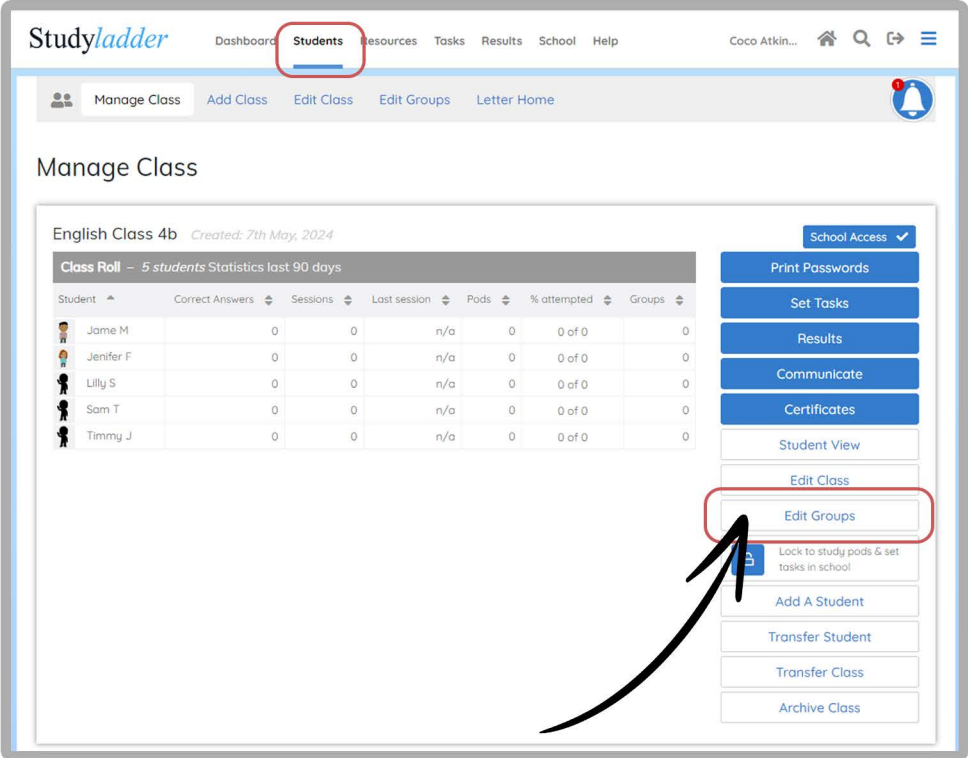 Studyladder
Dashboard Students Resources Tasks Results School Help Coco Atkin...
Manage Class Add Class Edit Class Edit Groups Letter Home
1
Manage Class
English Class 4b Created: 7th May, 2024
School Access
Class Roll – 5 students Statistics last 90 days
Print Passwords
Student Correct Answers Sessions Last session Pods % attempted Groups
Set Tasks
Jame M 0 0 n/a 0 0 of 0 0
Results
Jenifer F 0 0 n/a 0 0 of 0 0
Communicate
Lilly S 0 0 n/a 0 0 of 0 0
Sam T 0 0 n/a 0 0 of 0 0
Certificates
Timmy J 0 0 n/a 0 0 of 0 0
Student View
Edit Class
Edit Groups
Lock to study pods & set
tasks in school
Add A Student
Transfer Student
Transfer Class
Archive Class